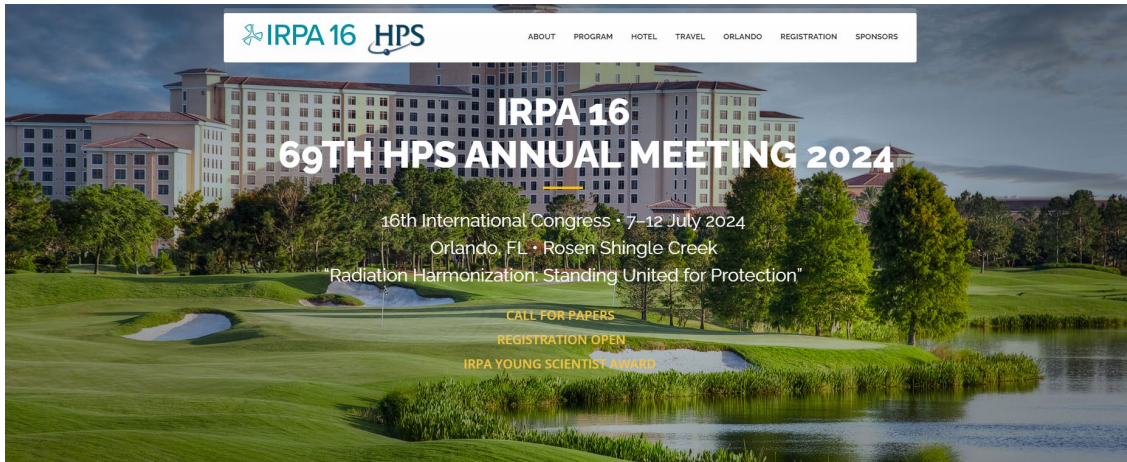 IRPA 16 HPS ABOUT PROGRAM HOTEL TRAVEL ORLANDO REGISTRATION SPONSORS
IRPA 16
69TH HPS ANNUAL MEETING 2024
16th International Congress • 7–12 July 2024
Orlando, FL • Rosen Shingle Creek
"Radiation Harmonization: Standing United for Protection"
CALL FOR PAPERS
REGISTRATION OPEN
IRPA YOUNG SCIENTIST AWARD